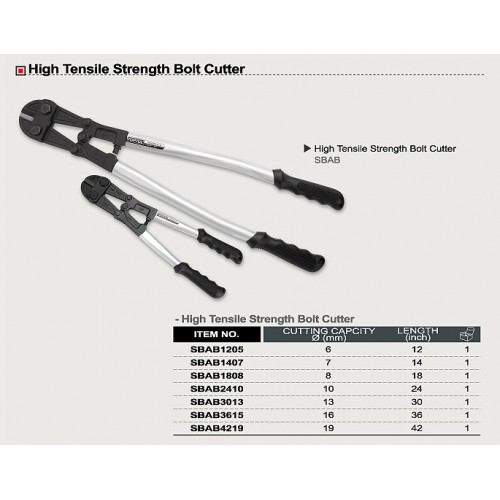 High Tensile Strength Bolt Cutter
High Tensile Strength Bolt Cutter
SBAB
- High Tensile Strength Bolt Cutter
ITEM NO. CUTTING CAPCITY Ø (mm) LENGTH (inch)
SBAB1205 6 12 1
SBAB1407 7 14 1
SBAB1808 8 18 1
SBAB2410 10 24 1
SBAB3013 13 30 1
SBAB3615 16 36 1
SBAB4219 19 42 1